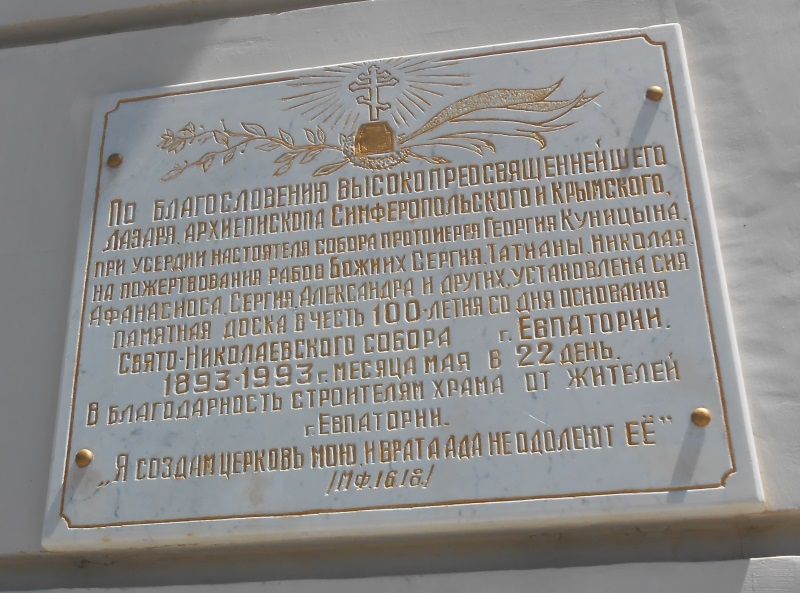 По благословению высокопреосвященнейшего
Лазаря, архиепископа Симферопольского и Крымского,
при усердии настоятеля собора протоиерея Георгия Куницына,
на пожертвования рабов Божиих Сергия, Татианы, Николая,
Афанасиоса, Сергия, Александра и других, установлена сия
памятная доска в честь 100-летия со дня основания
Свято-Николаевского собора г. Евпатории.
1893-1993 г. месяца мая в 22 день.
В благодарность строителям храма от жителей
г. Евпатории.
„Я создам церковь мою, и врата ада не одолеют её"
/Мф. 16.18./